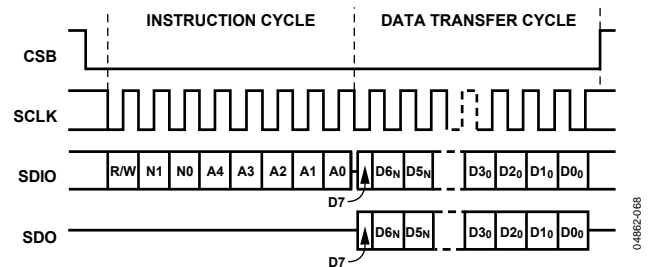 INSTRUCTION CYCLE DATA TRANSFER CYCLE
CSB
SCLK
SDIO R/W N1 N0 A4 A3 A2 A1 A0 D6N D5N D30 D20 D10 D00
D7
SDO D6N D5N D30 D20 D10 D00
D7
04862-068